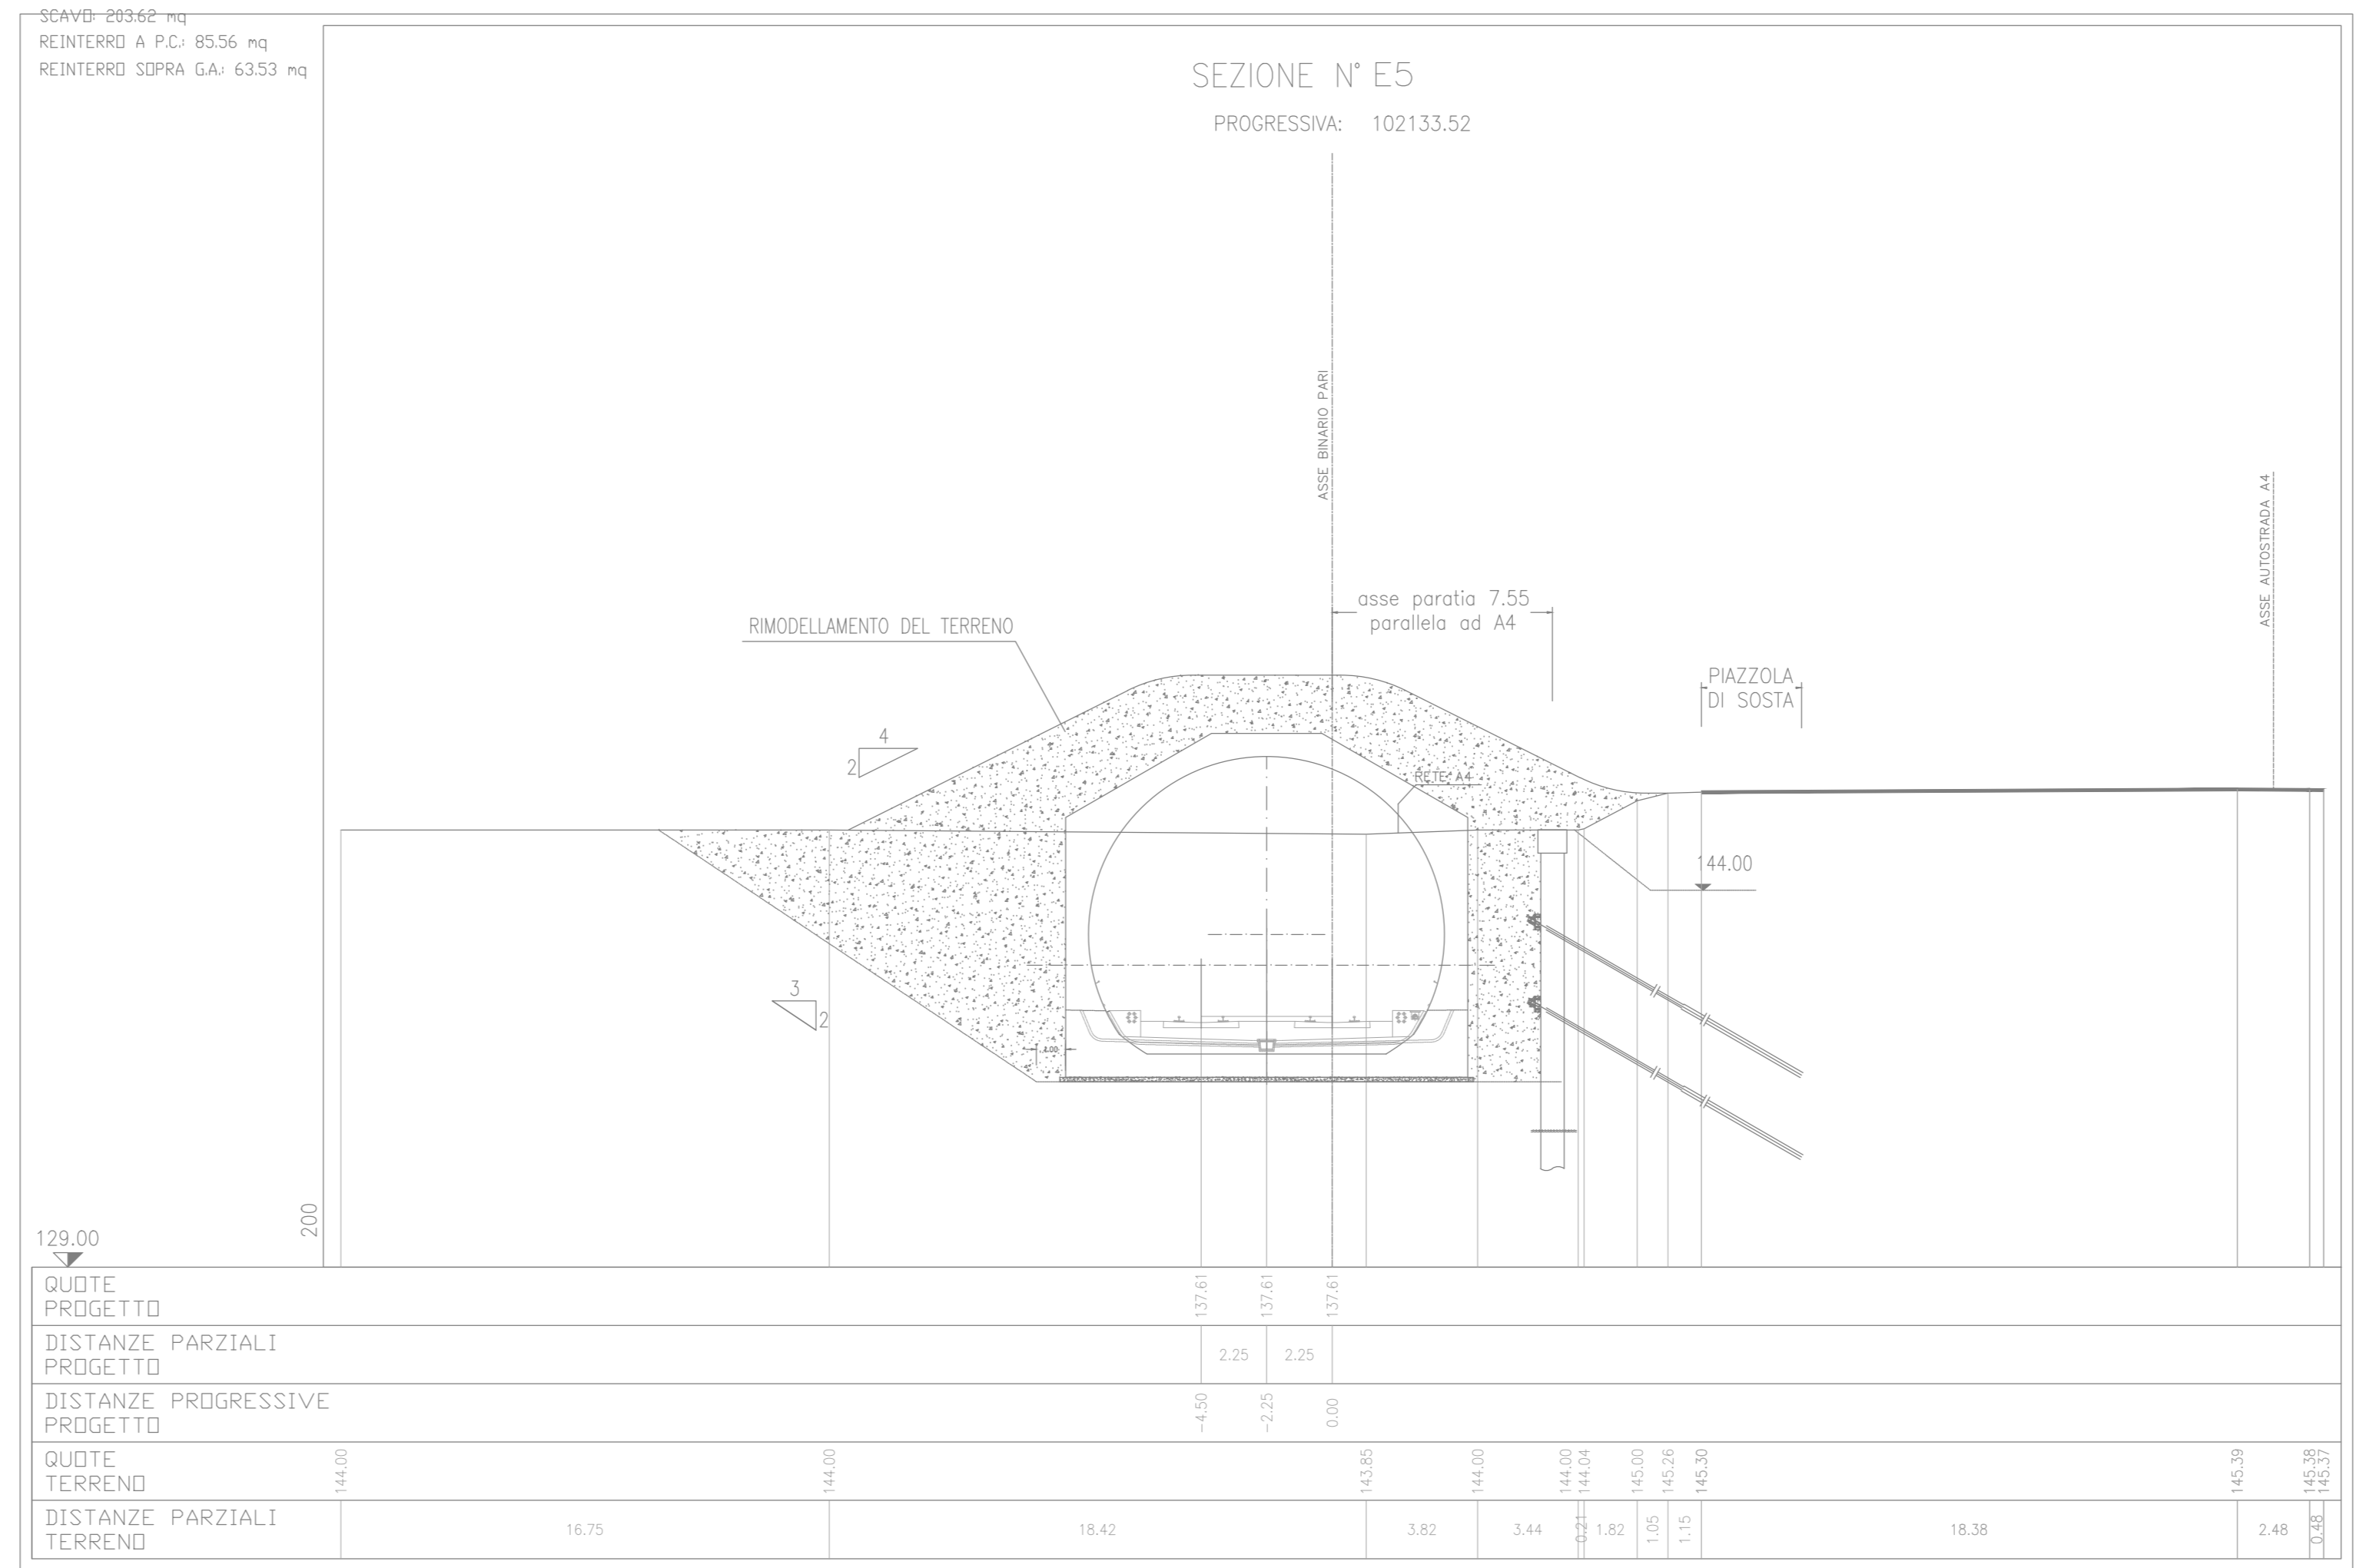 SCAVO: 203.62 mq
REINTERRO A P.C.: 85.56 mq
REINTERRO SOPRA G.A.: 63.53 mq
SEZIONE N° E5
PROGRESSIVA: 102133.52
ASSE BINARIO PARI
ASSE AUTOSTRADA A4
asse paratia 7.55
parallela ad A4
RIMODELLAMENTO DEL TERRENO
PIAZZOLA
DI SOSTA
4
2
RETE A4
144.00
3
2
1.00
200
129.00
QUOTE
PROGETTO
137.61 137.61 137.61
DISTANZE PARZIALI
PROGETTO
2.25 2.25
DISTANZE PROGRESSIVE
PROGETTO
-4.50 -2.25 0.00
QUOTE
TERRENO
144.00 144.00 143.85 144.00 144.00 144.04 145.00 145.26 145.30 145.39 145.38 145.37
DISTANZE PARZIALI
TERRENO
16.75 18.42 3.82 3.44 0.21 1.82 1.05 1.15 18.38 2.48 0.48